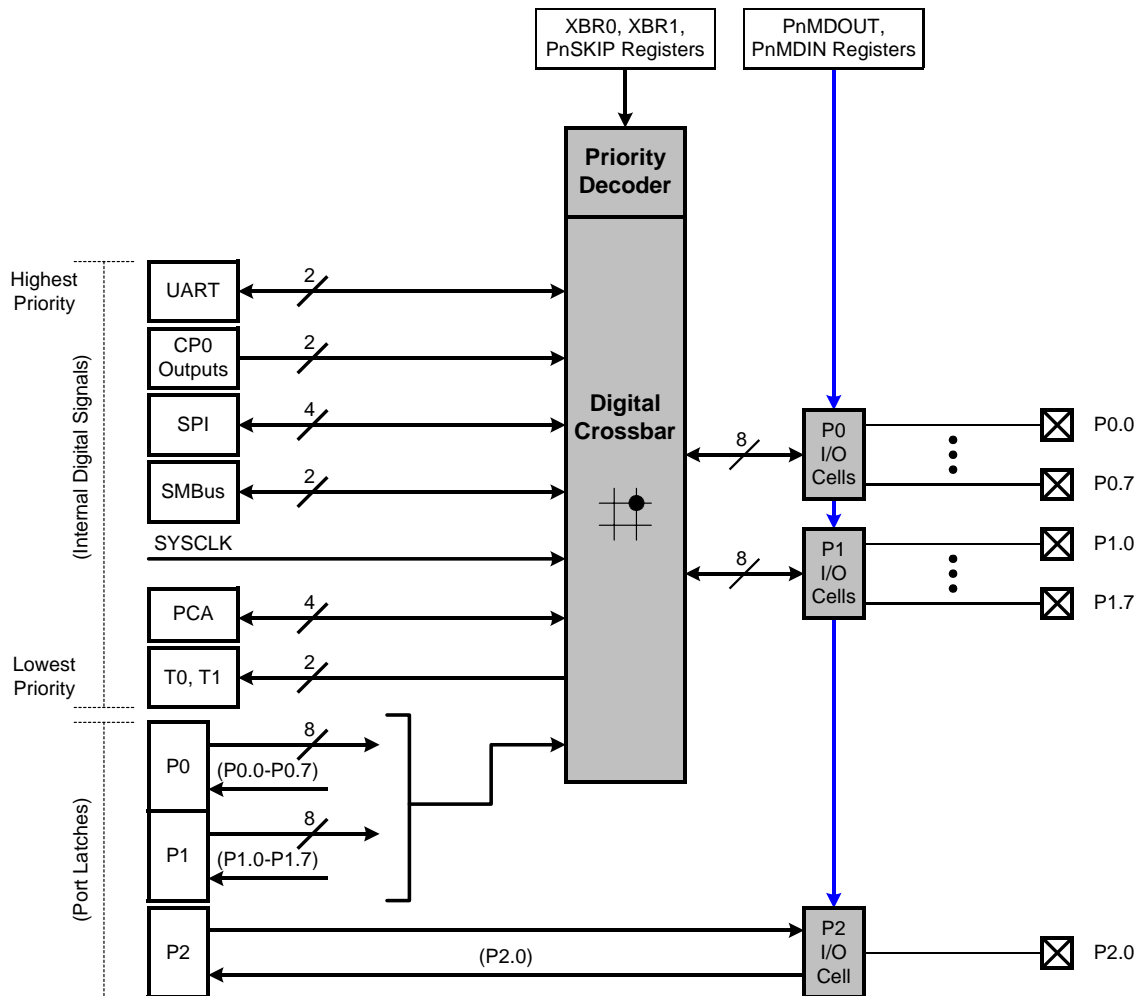 XBR0, XBR1,
PnSKIP Registers
PnMDOUT,
PnMDIN Registers
Priority
Decoder
Highest
Priority
UART
2
CP0
Outputs
2
(Internal Digital Signals)
SPI
4
Digital
Crossbar
P0
I/O
Cells
8
P0.0
P0.7
SMBus
2
SYSCLK
P1
I/O
Cells
8
P1.0
P1.7
PCA
4
Lowest
Priority
T0, T1
2
(Port Latches)
P0
8
(P0.0-P0.7)
P1
8
(P1.0-P1.7)
P2
(P2.0)
P2
I/O
Cell
P2.0